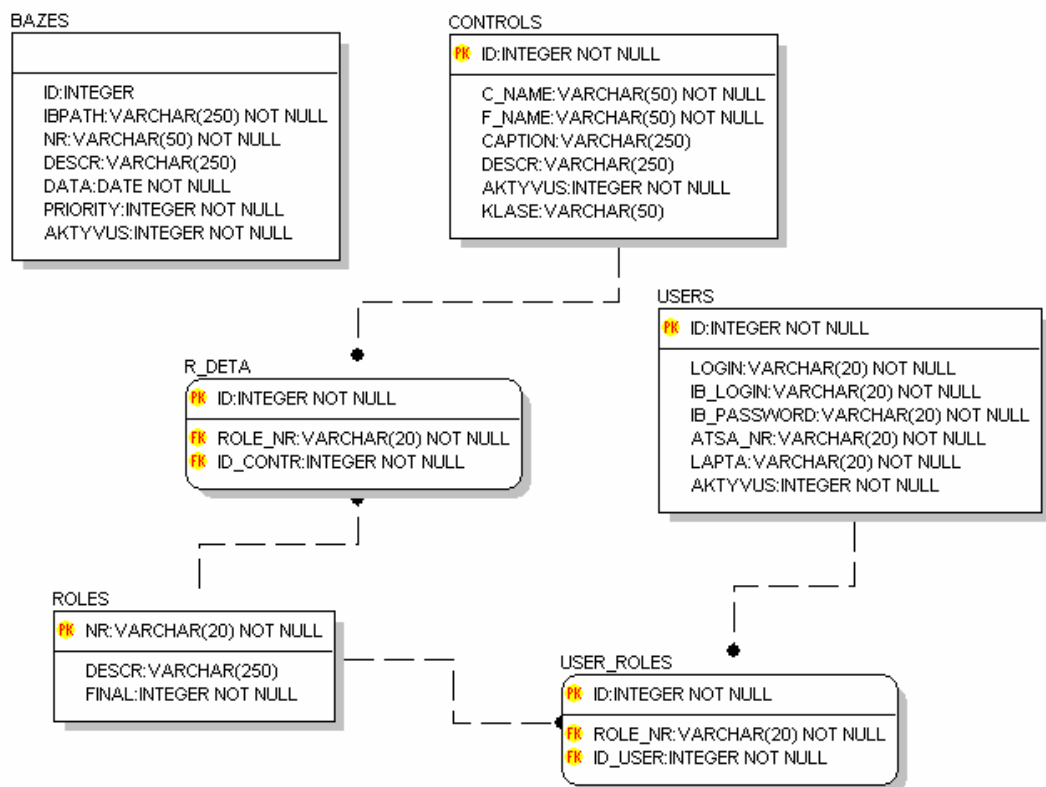 BAZES
ID:INTEGER
IBPATH:VARCHAR(250) NOT NULL
NR:VARCHAR(50) NOT NULL
DESCR:VARCHAR(250)
DATA:DATE NOT NULL
PRIORITY:INTEGER NOT NULL
AKTYVUS:INTEGER NOT NULL
CONTROLS
PK ID:INTEGER NOT NULL
C_NAME:VARCHAR(50) NOT NULL
F_NAME:VARCHAR(50) NOT NULL
CAPTION:VARCHAR(250)
DESCR:VARCHAR(250)
AKTYVUS:INTEGER NOT NULL
KLASE:VARCHAR(50)
USERS
PK ID:INTEGER NOT NULL
LOGIN:VARCHAR(20) NOT NULL
IB_LOGIN:VARCHAR(20) NOT NULL
IB_PASSWORD:VARCHAR(20) NOT NULL
ATSA_NR:VARCHAR(20) NOT NULL
LAPTA:VARCHAR(20) NOT NULL
AKTYVUS:INTEGER NOT NULL
R_DETA
PK ID:INTEGER NOT NULL
FK ROLE_NR:VARCHAR(20) NOT NULL
FK ID_CONTR:INTEGER NOT NULL
ROLES
PK NR:VARCHAR(20) NOT NULL
DESCR:VARCHAR(250)
FINAL:INTEGER NOT NULL
USER_ROLES
PK ID:INTEGER NOT NULL
FK ROLE_NR:VARCHAR(20) NOT NULL
FK ID_USER:INTEGER NOT NULL